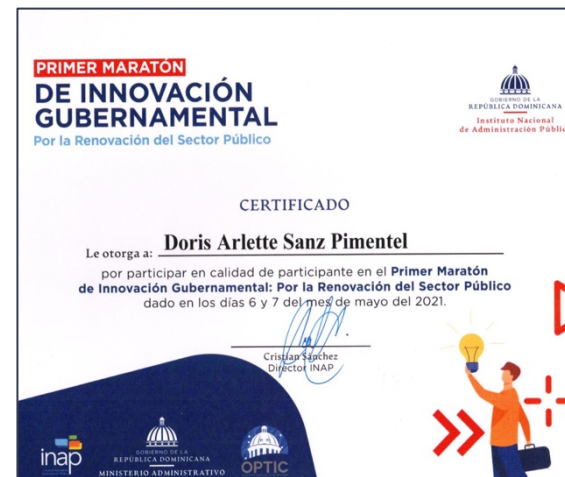 PRIMER MARATÓN
DE INNOVACIÓN
GUBERNAMENTAL
Por la Renovación del Sector Público
GOBIERNO DE LA
REPÚBLICA DOMINICANA
Instituto Nacional
de Administración Públic
CERTIFICADO
Le otorga a: Doris Arlette Sanz Pimentel
por participar en calidad de participante en el Primer Maratón
de Innovación Gubernamental: Por la Renovación del Sector Público
dado en los días 6 y 7 del mes de mayo del 2021.
Cristian Sánchez
Director INAP
inap
GOBIERNO DE LA
REPÚBLICA DOMINICANA
MINISTERIO ADMINISTRATIVO
OPTIC